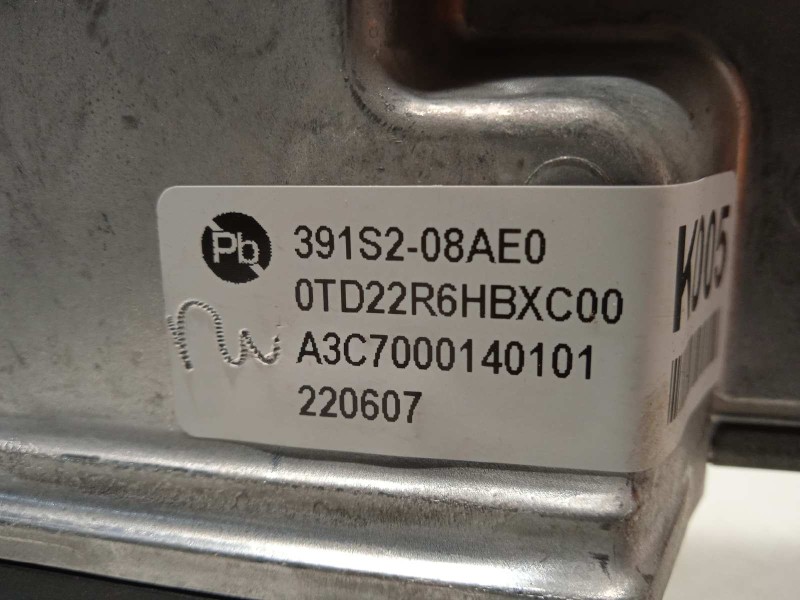 Pb
391S2-08AE0
0TD22R6HBXC00
A3C7000140101
220607
K005